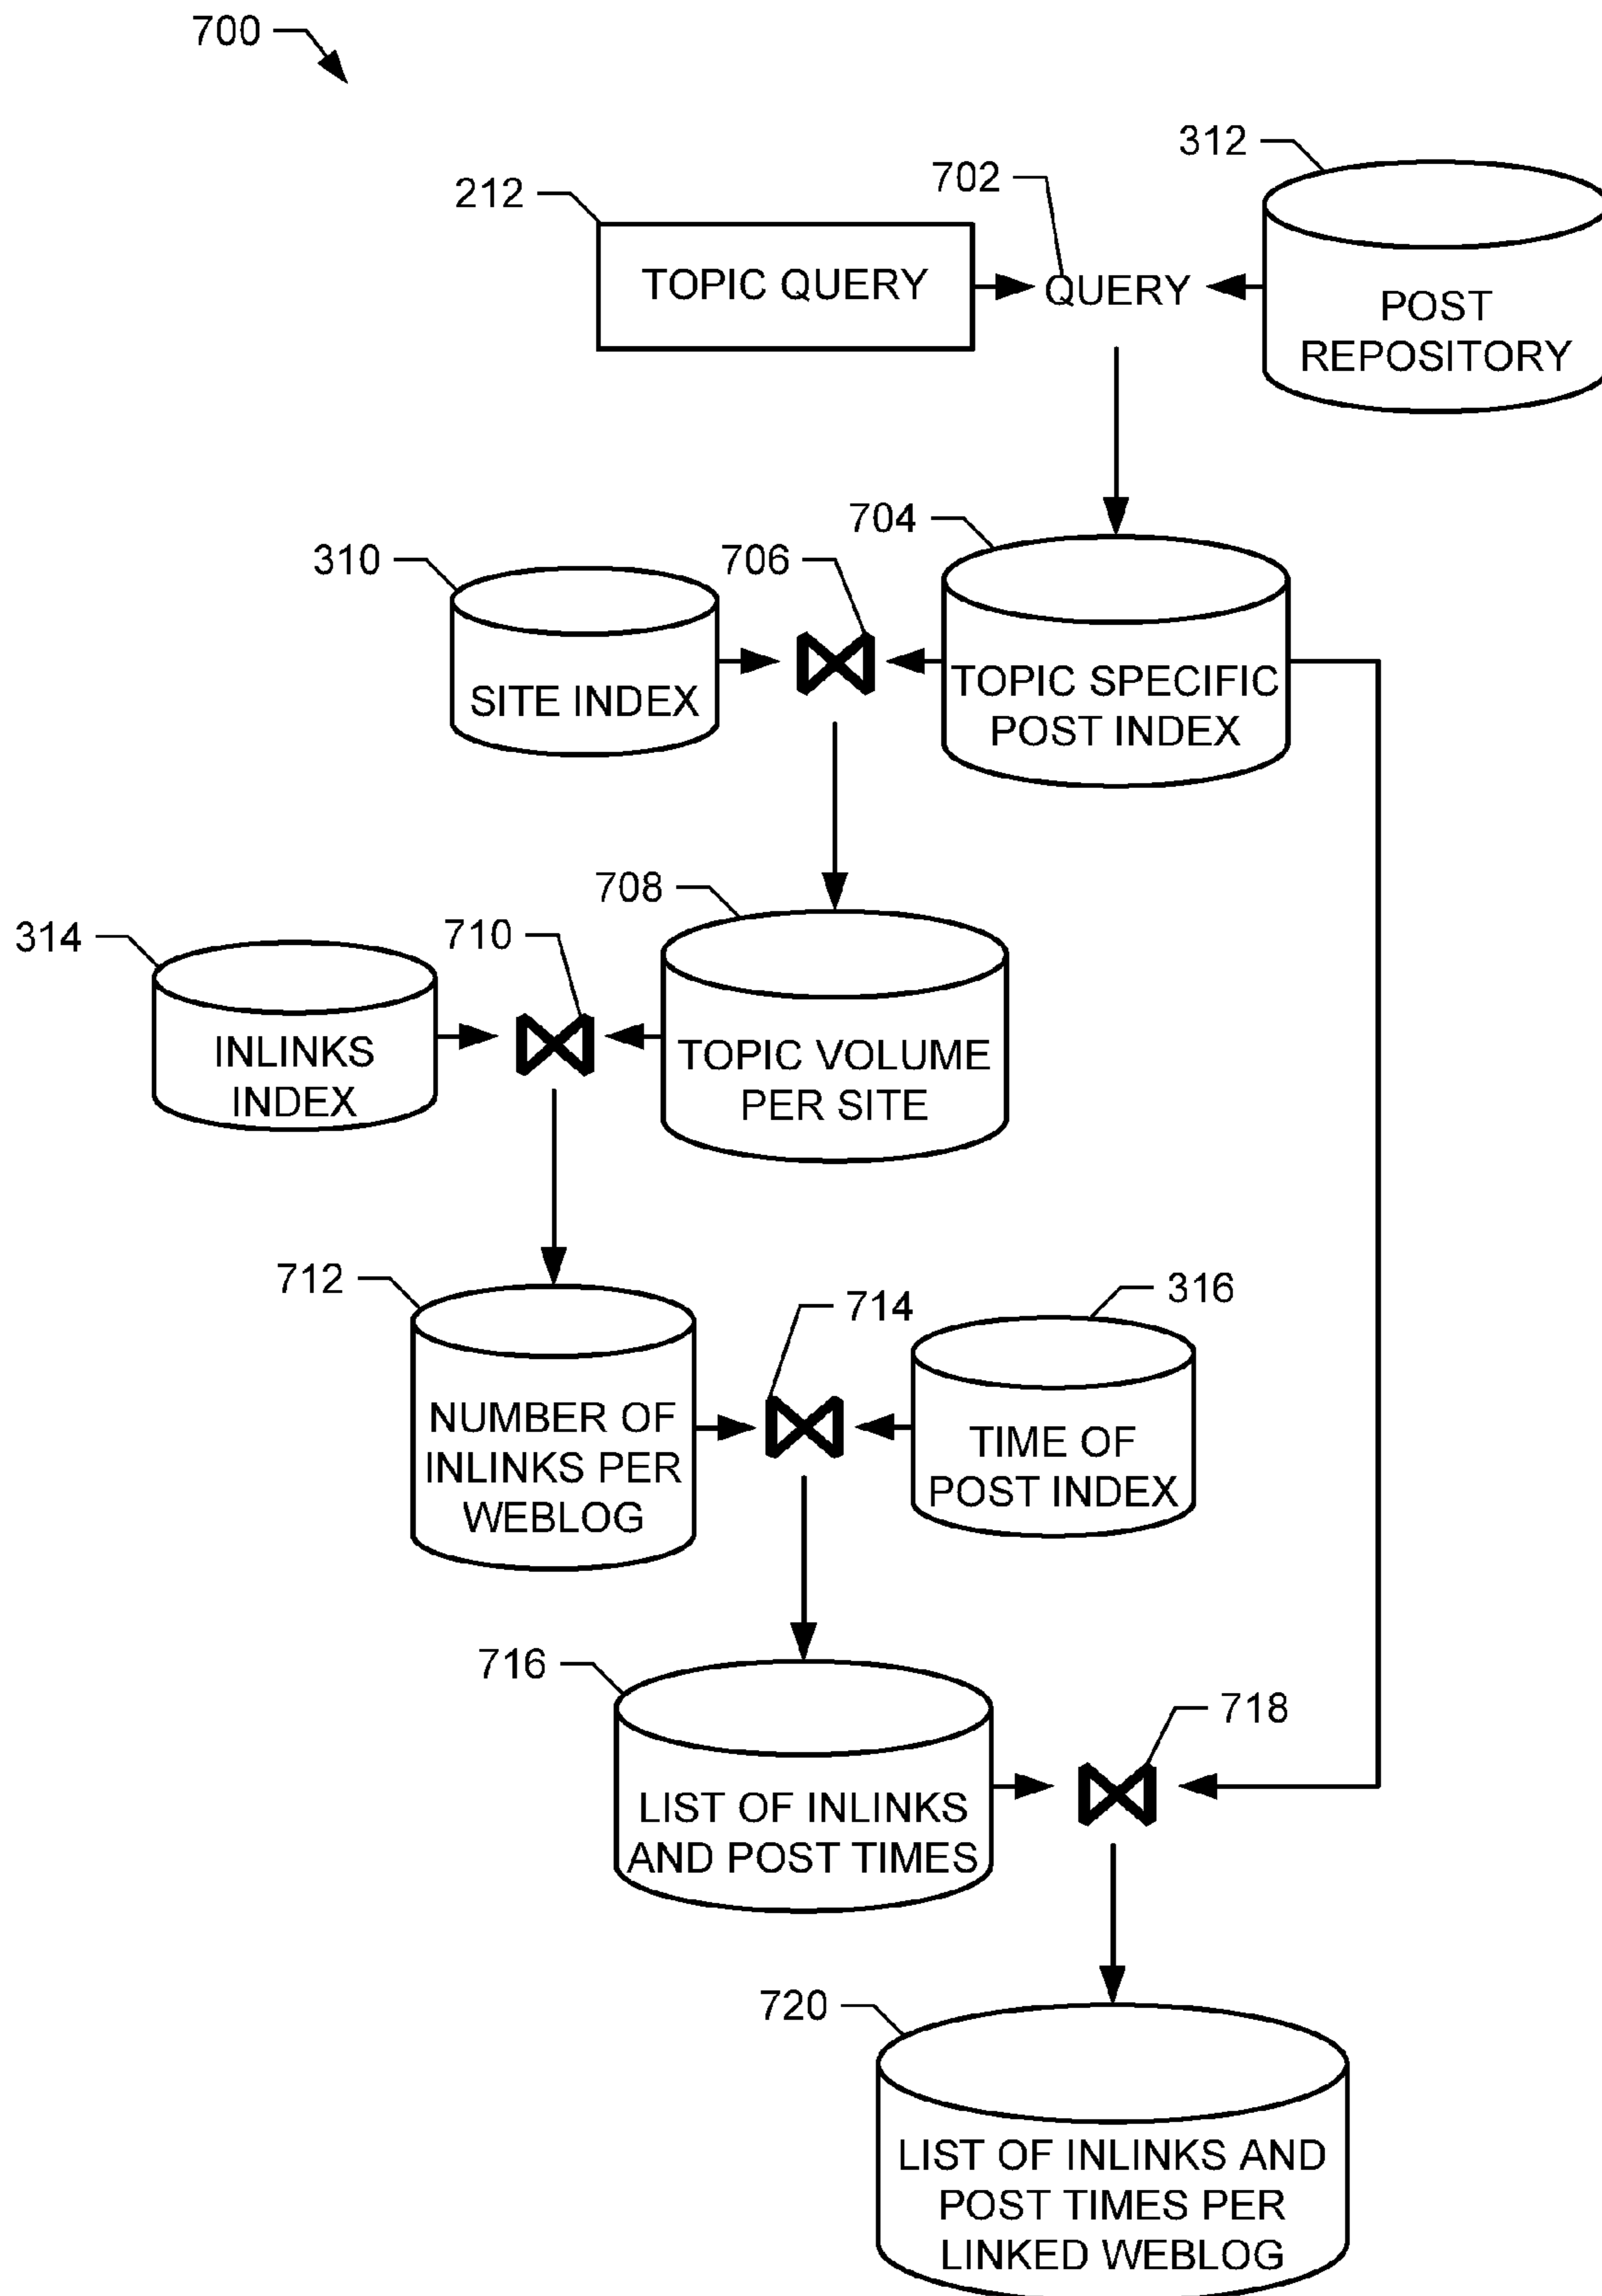 700
312
702
212
TOPIC QUERY
QUERY
POST
REPOSITORY
704
706
310
SITE INDEX
TOPIC SPECIFIC
POST INDEX
708
710
314
INLINKS
INDEX
TOPIC VOLUME
PER SITE
712
714
316
NUMBER OF
INLINKS PER
WEBLOG
TIME OF
POST INDEX
716
718
LIST OF INLINKS
AND POST TIMES
720
LIST OF INLINKS AND
POST TIMES PER
LINKED WEBLOG